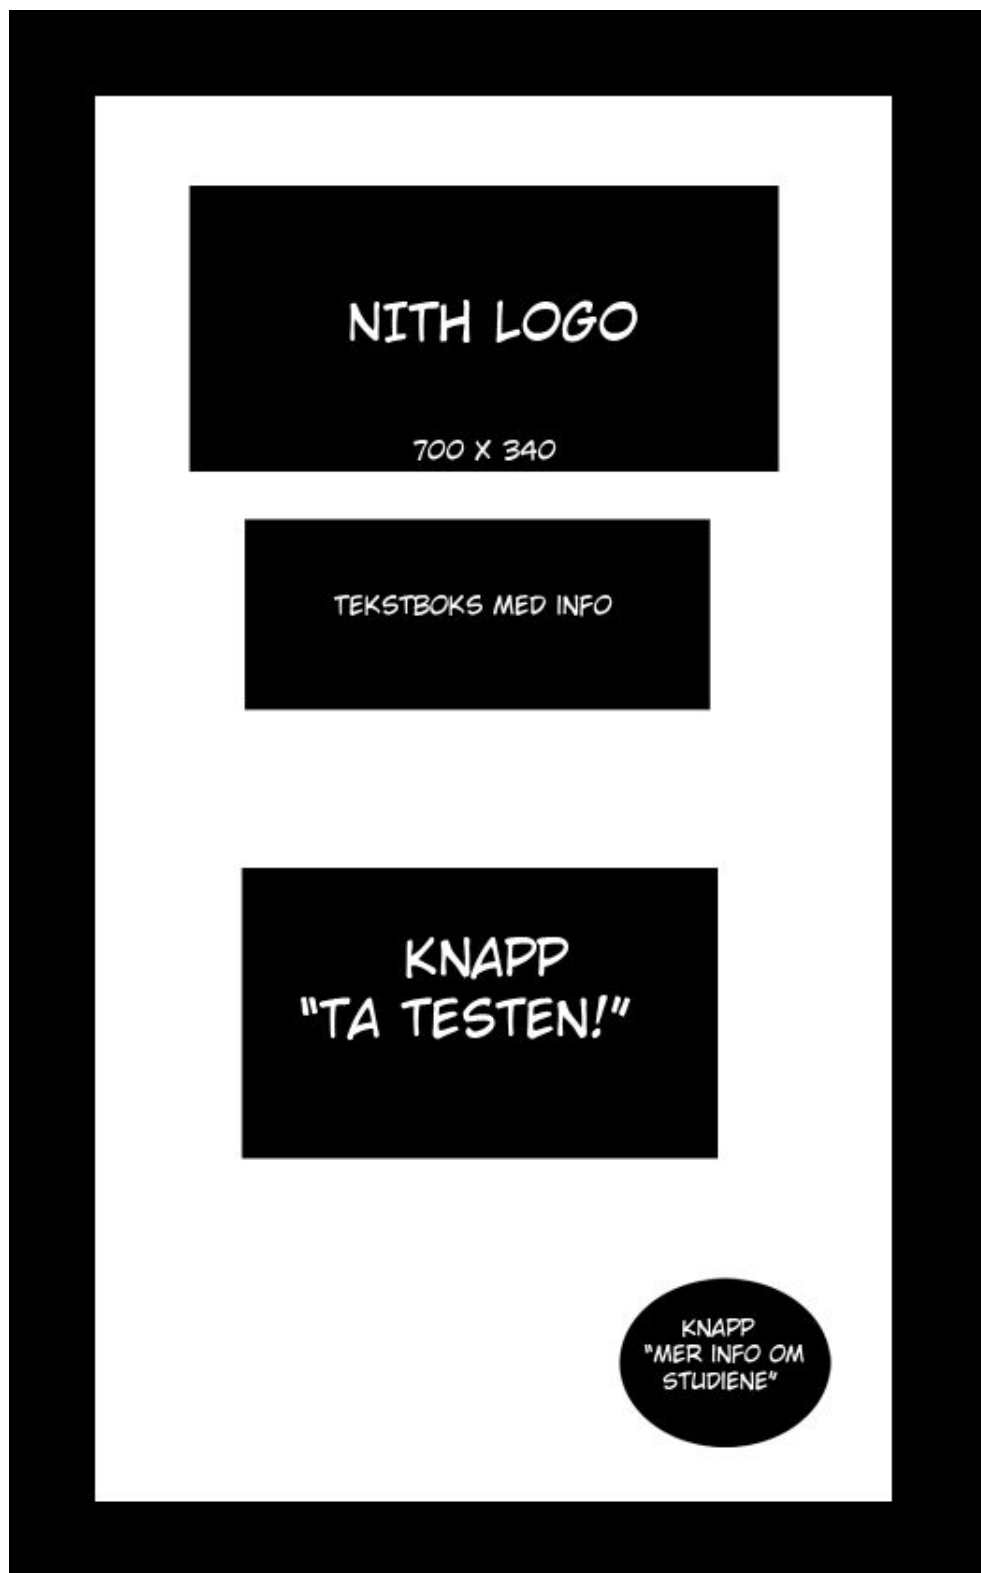 NITH LOGO
700 X 340
TEKSTBOKS MED INFO
KNAPP
"TA TESTEN!"
KNAPP
"MER INFO OM
STUDIENE"